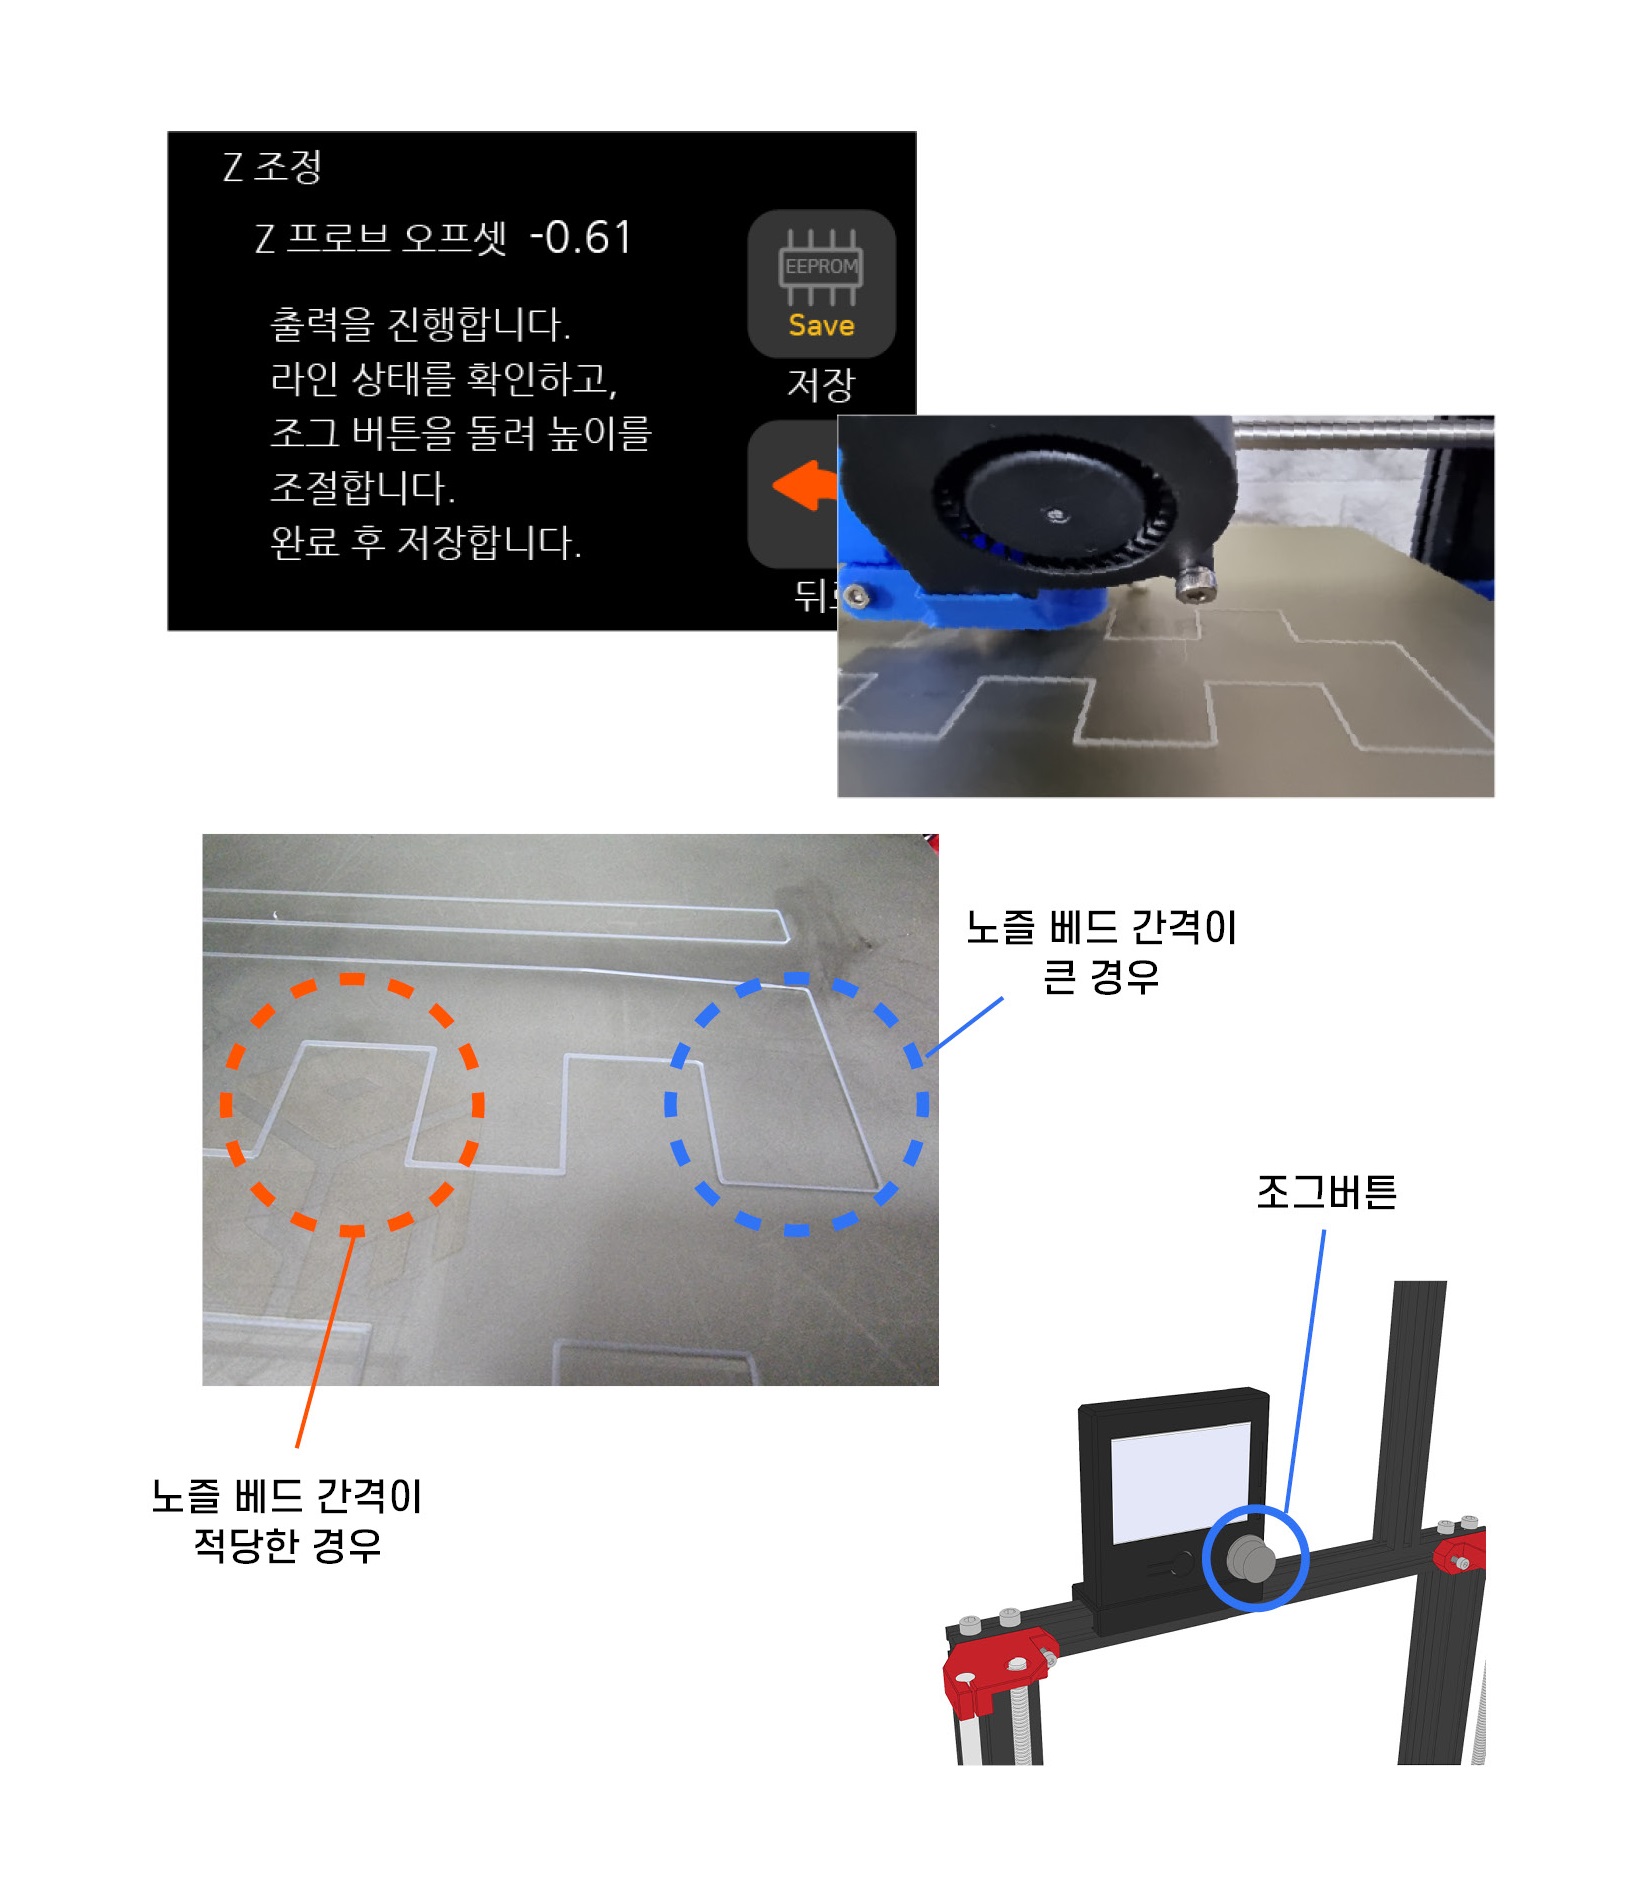 Z 조정
Z 프로브 오프셋 -0.61
출력을 진행합니다.
라인 상태를 확인하고,
조그 버튼을 돌려 높이를
조절합니다.
완료 후 저장합니다.
EEPROM
Save
저장
노즐 베드 간격이
큰 경우
조그버튼
노즐 베드 간격이
적당한 경우